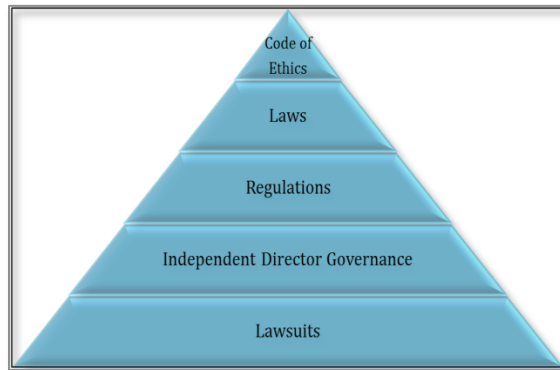 Code of
Ethics
Laws
Regulations
Independent Director Governance
Lawsuits